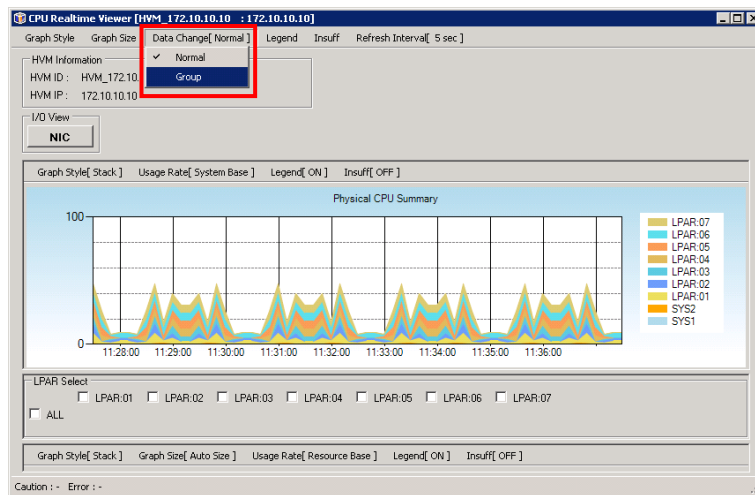 CPU Realtime Viewer [HVM_172.10.10.10 : 172.10.10.10]
Graph Style Graph Size Data Change[ Normal ] Legend Insuff Refresh Interval[ 5 sec ]
Normal
Group
HVM Information
HVM ID : HVM_172.10.
HVM IP : 172.10.10.10
I/O View
NIC
Graph Style[ Stack ] Usage Rate[ System Base ] Legend[ ON ] Insuff[ OFF ]
Physical CPU Summary
100
0
11:28:00 11:29:00 11:30:00 11:31:00 11:32:00 11:33:00 11:34:00 11:35:00 11:36:00
LPAR:07
LPAR:06
LPAR:05
LPAR:04
LPAR:03
LPAR:02
LPAR:01
SYS2
SYS1
LPAR Select
LPAR:01 LPAR:02 LPAR:03 LPAR:04 LPAR:05 LPAR:06 LPAR:07
ALL
Graph Style[ Stack ] Graph Size[ Auto Size ] Usage Rate[ Resource Base ] Legend[ ON ] Insuff[ OFF ]
Caution : - Error : -